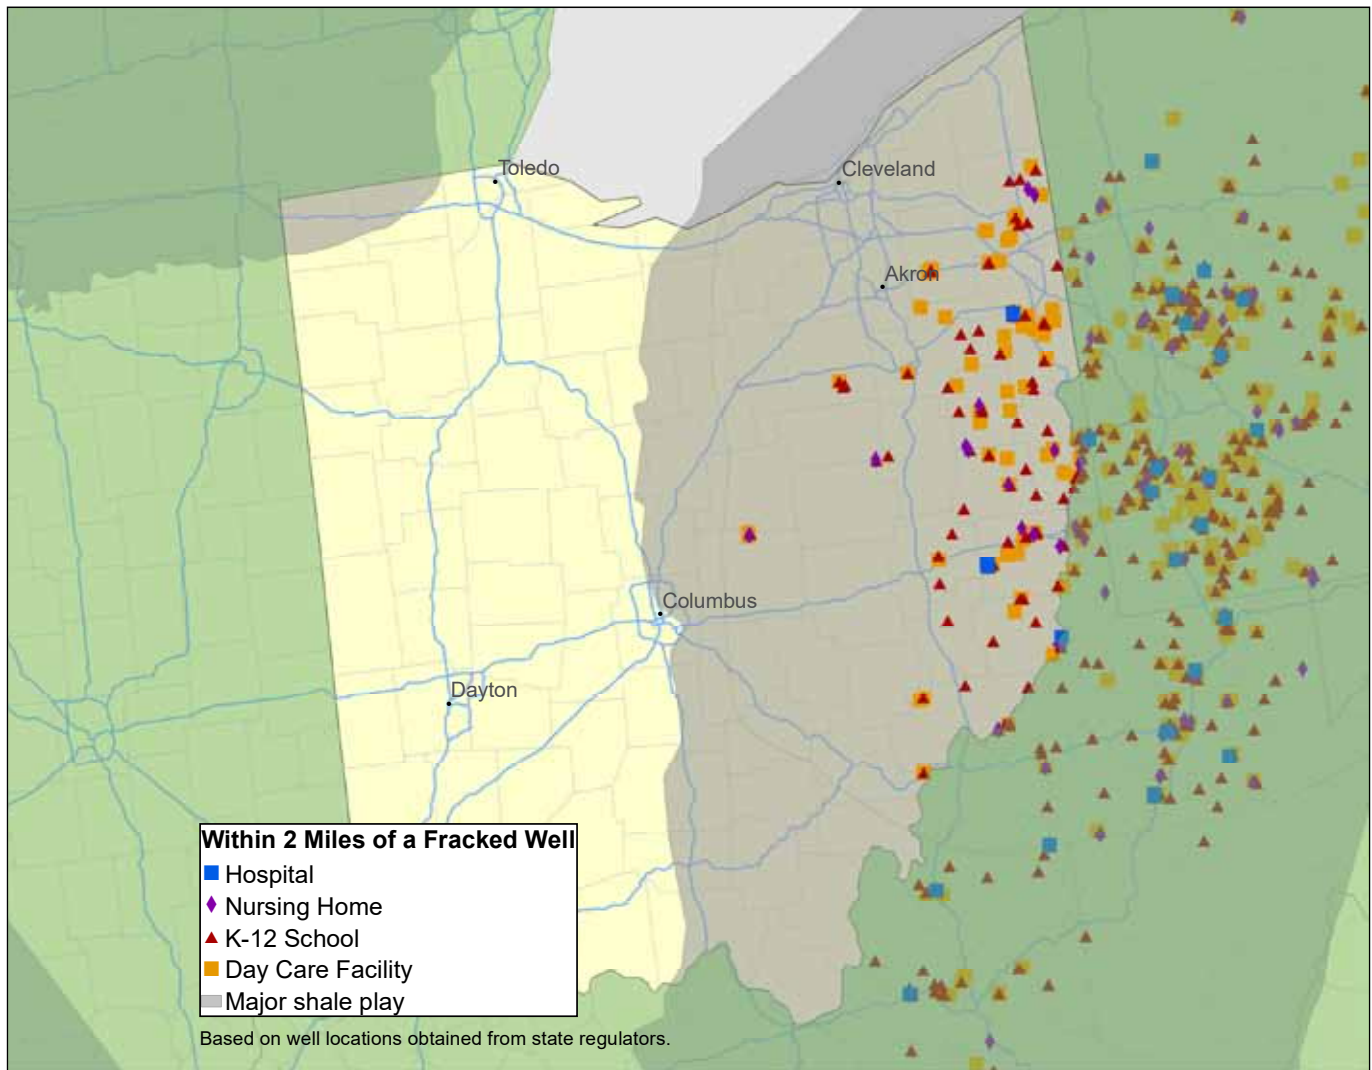 Toledo
Cleveland
Akron
Columbus
Dayton
Within 2 Miles of a Fracked Well
Hospital
Nursing Home
K-12 School
Day Care Facility
Major shale play
Based on well locations obtained from state regulators.